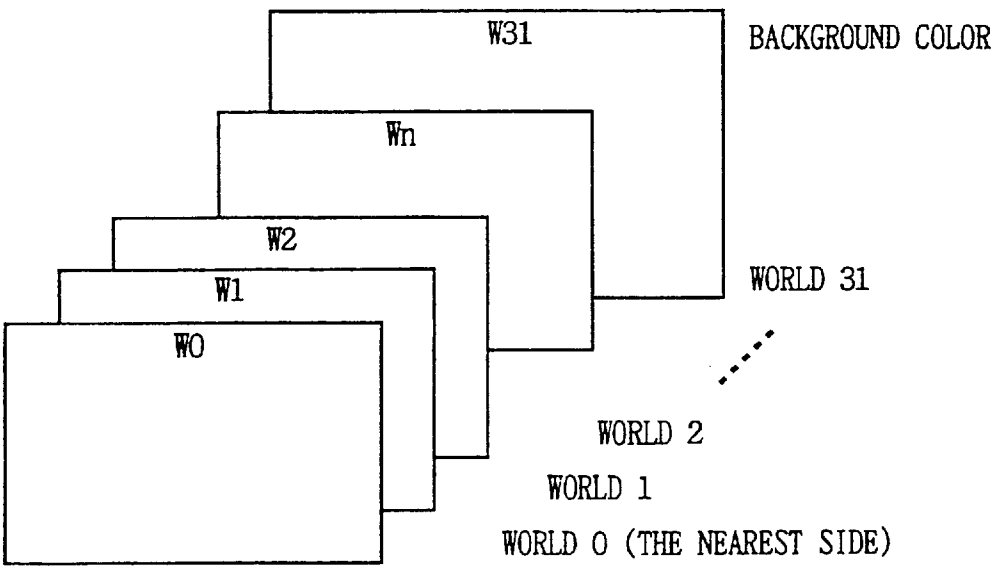 W31
BACKGROUND COLOR
Wn
W2
WORLD 31
W1
W0
WORLD 2
WORLD 1
WORLD 0 (THE NEAREST SIDE)